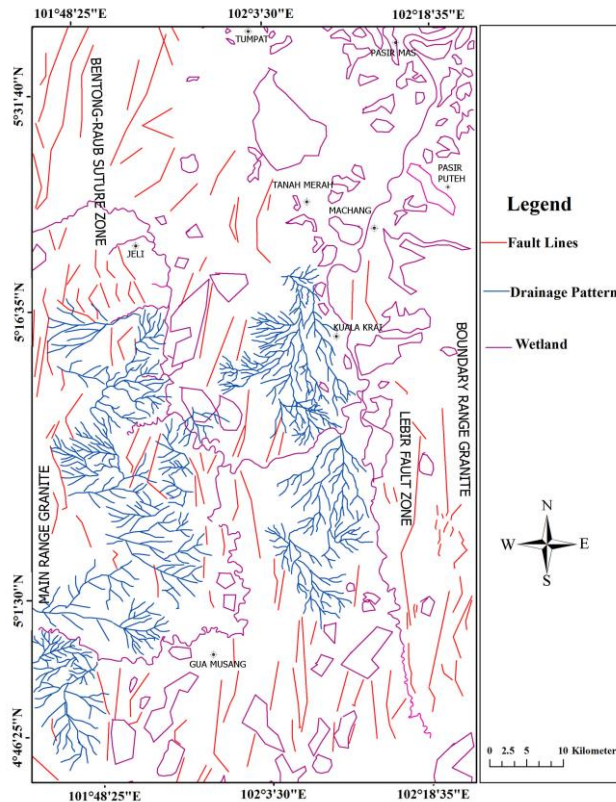 101°48'25"E
102°3'30"E
102°18'35"E
5°31'40"N
5°16'35"N
5°1'30"N
4°46'25"N
TUMPAT
PASIR MAS
BENTONG-RAUB SUTURE ZONE
PASIR
PUTEH
TANAH MERAH
MACHANG
JELI
KUALA KRAI
BOUNDARY RANGE GRANITE
LEBIR FAULT ZONE
MAIN RANGE GRANITE
GUA MUSANG
101°48'25"E
102°3'30"E
102°18'35"E
Legend
Fault Lines
Drainage Pattern
Wetland
N
W
E
S
0 2.5 5 10 Kilometer